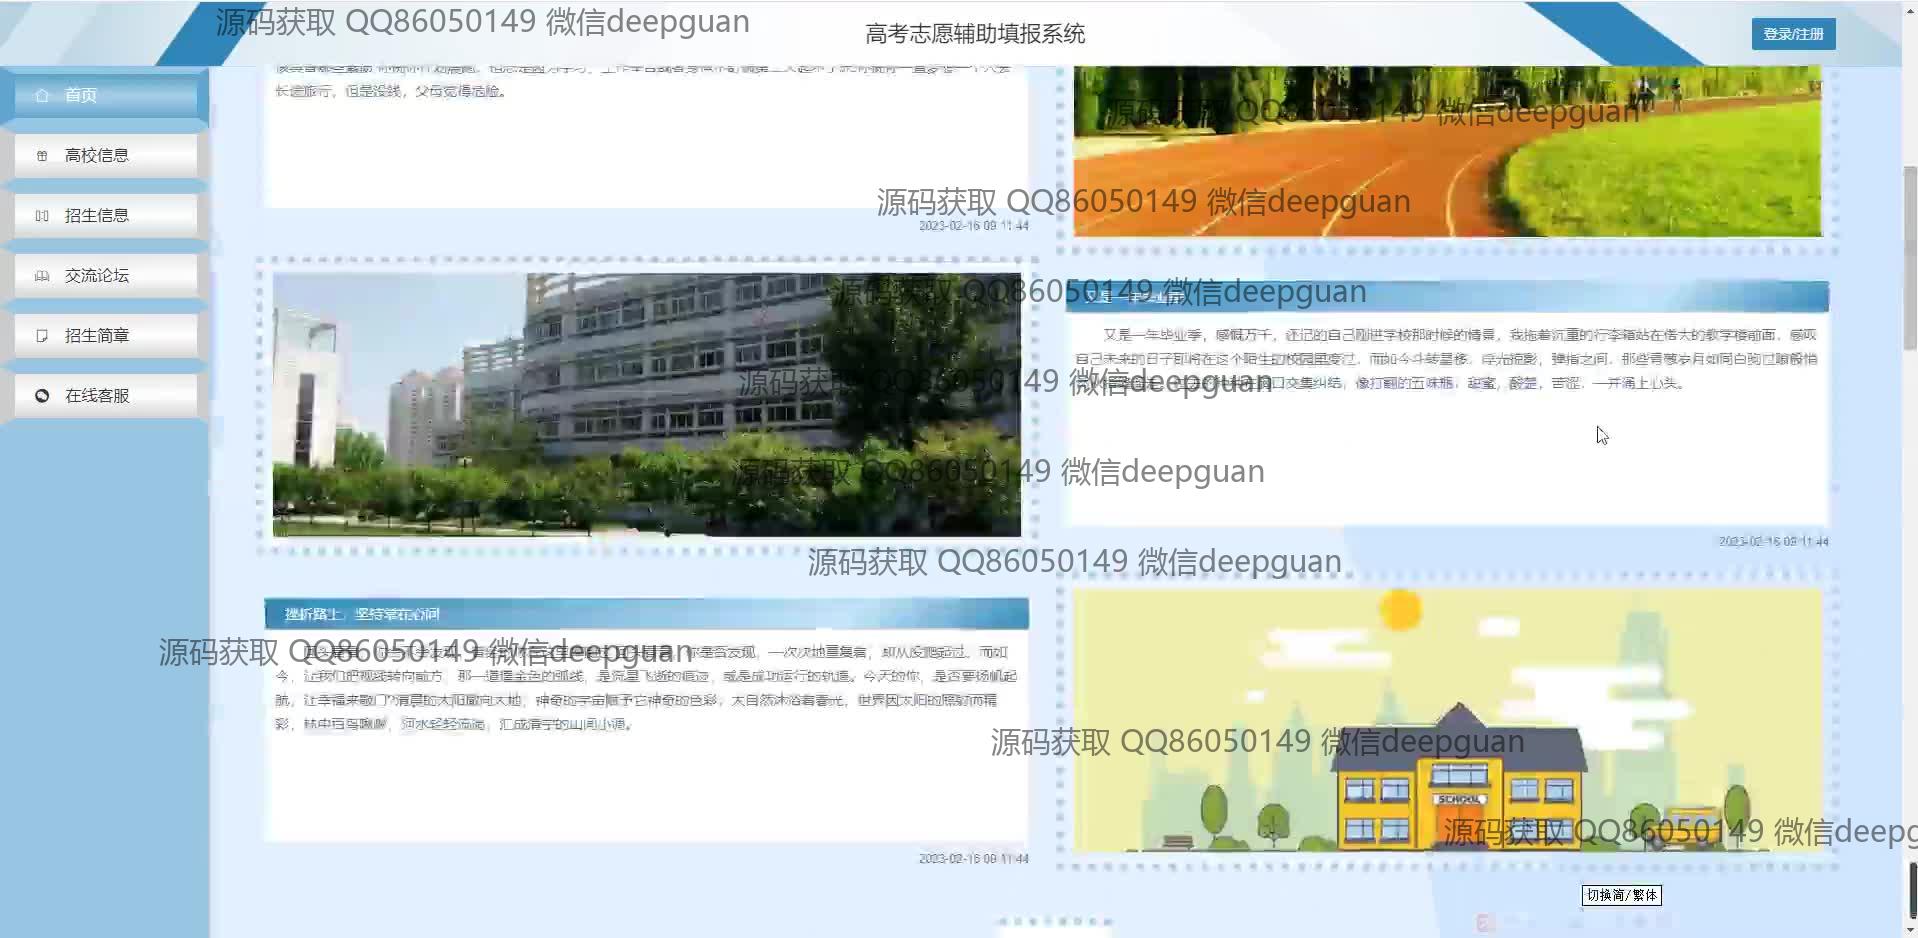 源码获取 QQ86050149 微信deepguan
高考志愿辅助填报系统
登录/注册
首页
高校信息
招生信息
交流论坛
招生简章
在线客服
长途旅行，但是没钱，父母觉得危险。
源码获取 QQ86050149 微信deepguan
源码获取 QQ86050149 微信deepguan
2023-02-16 09:11:44
源码获取 QQ86050149 微信deepguan
又是一年毕业季，感慨万千，还记的自己刚进学校那时候的情景，我拖着沉重的行李箱站在偌大的教学楼前面，感叹
自己未来的日子即将在这个陌生的校园里度过，而如今斗转星移，浮光掠影，弹指之间，那些青葱岁月如同白驹过隙般悄
交集纠结，像打翻的五味瓶，甜蜜，酸楚，苦涩，一并涌上心头。
源码获取 QQ86050149 微信deepguan
源码获取 QQ86050149 微信deepguan
2023-02-16 09:11:44
源码获取 QQ86050149 微信deepguan
挫折路上，坚持常在心间
源码获取 QQ86050149 微信deepguan
你是否发现，一次次地重复着，却从没爬起过。而如
今，让我们把视线转向前方，那一道道金色的弧线，是流星飞逝的痕迹，或是成功运行的轨道。今天的你，是否要扬帆起
航，让幸福来敲门？清晨的太阳撒向大地，神奇的宇宙赋予它神奇的色彩，大自然沐浴着春光，世界因太阳的照射而精
彩，林中百鸟啾啾，河水轻轻流淌，汇成清宁的山间小调。
源码获取 QQ86050149 微信deepguan
SCHOOL
源码获取 QQ86050149 微信deepg
2023-02-16 09:11:44
切换简/繁体